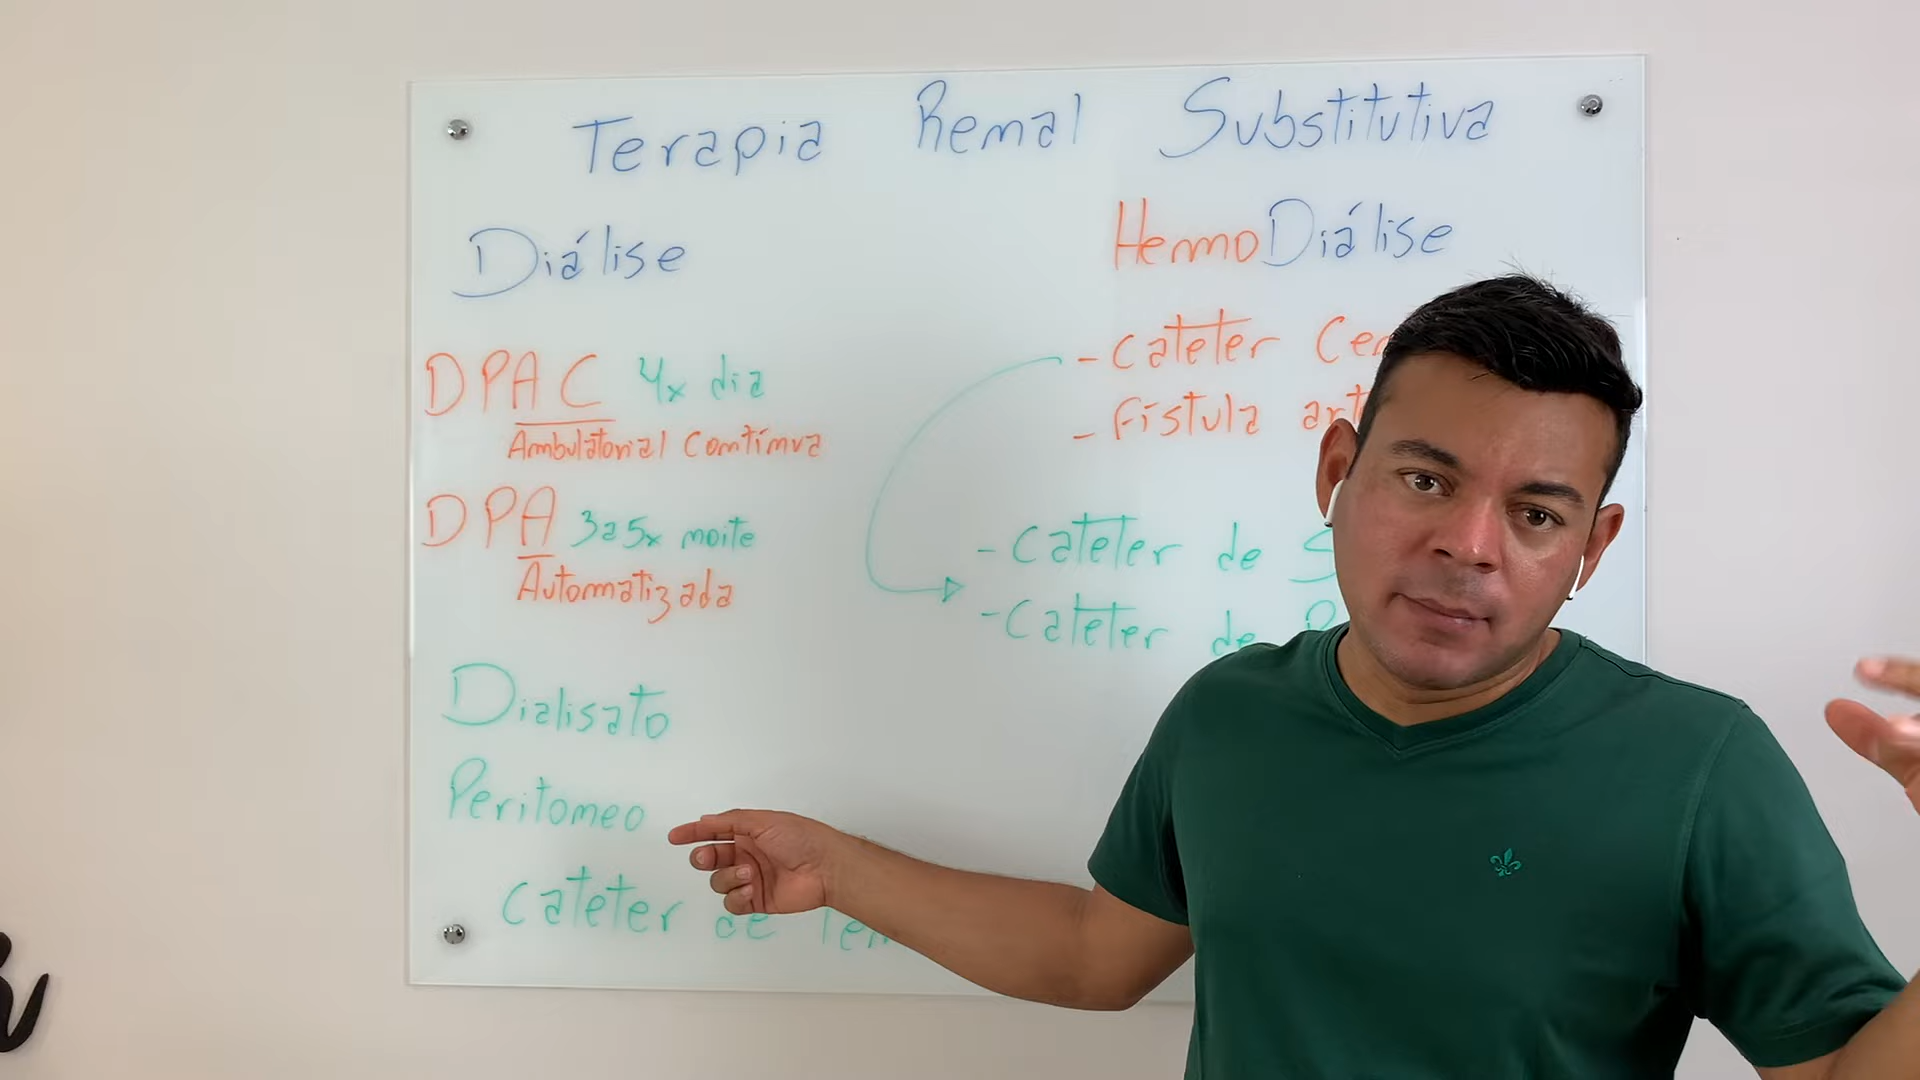 Terapia Renal Substitutiva
Diálise
HemoDiálise
DPAC 4x dia
Ambulatorial Contínua
DPA 3a5x noite
Automatizada
Dialisato
Peritoneo
Cateter de
- Cateter
- Fístula
- Cateter de
- Cateter de